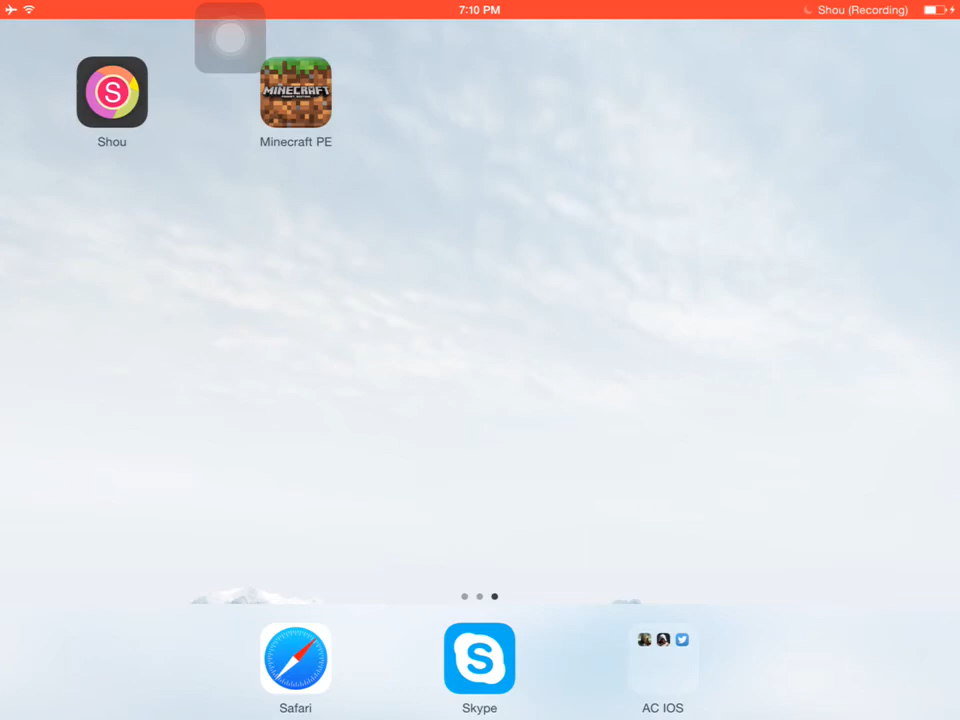 7:10 PM
Shou (Recording)
S
MINECRAFT
Shou
Minecraft PE
S
Safari
Skype
AC IOS